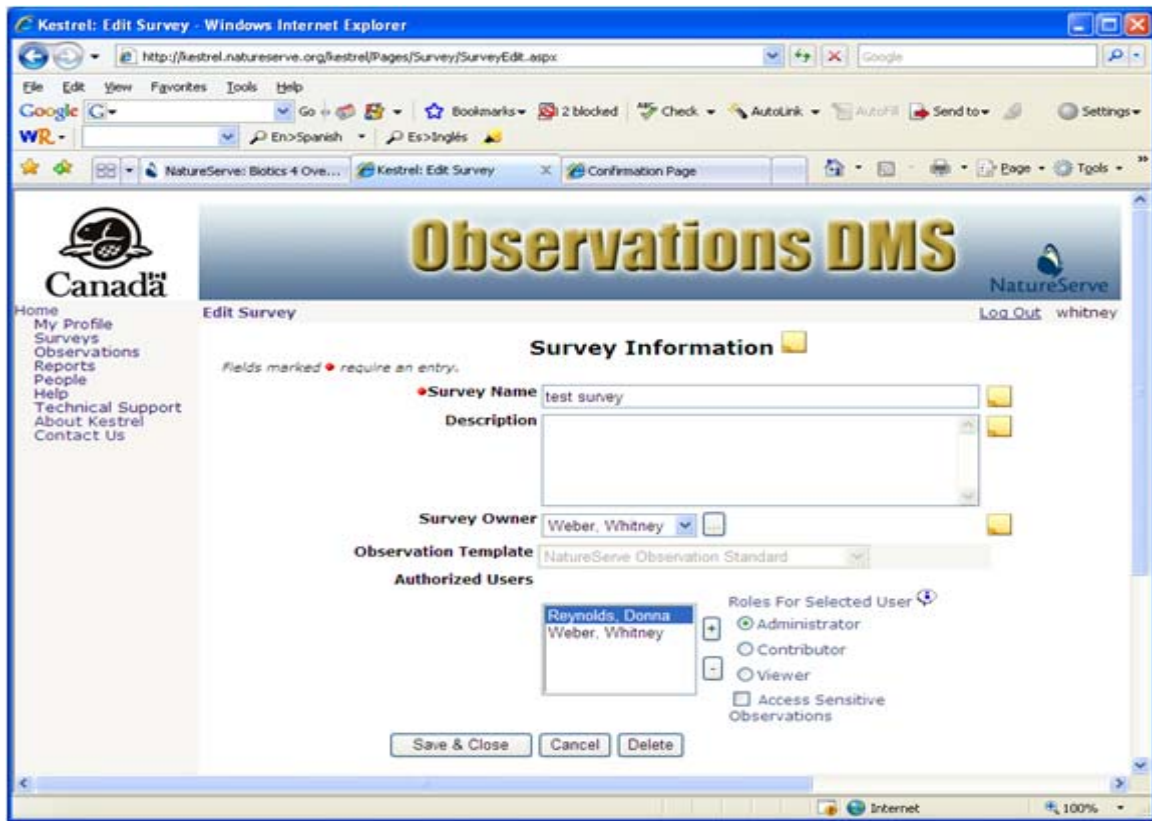 Kestrel: Edit Survey - Windows Internet Explorer
http://kestrel.natureserve.org/kestrel/Pages/Survey/SurveyEdit.aspx
Google
File Edit View Favorites Tools Help
Google G Go Bookmarks 2 blocked Check AutoLink AutoFill Send to Settings
WR En>Spanish Es>Inglés
NatureServe: Biotics 4 Ove... Kestrel: Edit Survey Confirmation Page Page Tools
Canada
Observations DMS
NatureServe
Home
My Profile
Surveys
Observations
Reports
People
Help
Technical Support
About Kestrel
Contact Us
Edit Survey Log Out whitney
Survey Information
Fields marked require an entry.
Survey Name test survey
Description
Survey Owner Weber, Whitney ...
Observation Template NatureServe Observation Standard
Authorized Users
Reynolds, Donna
Weber, Whitney
+
-
Roles For Selected User
Administrator
Contributor
Viewer
Access Sensitive
Observations
Save & Close Cancel Delete
Internet 100%